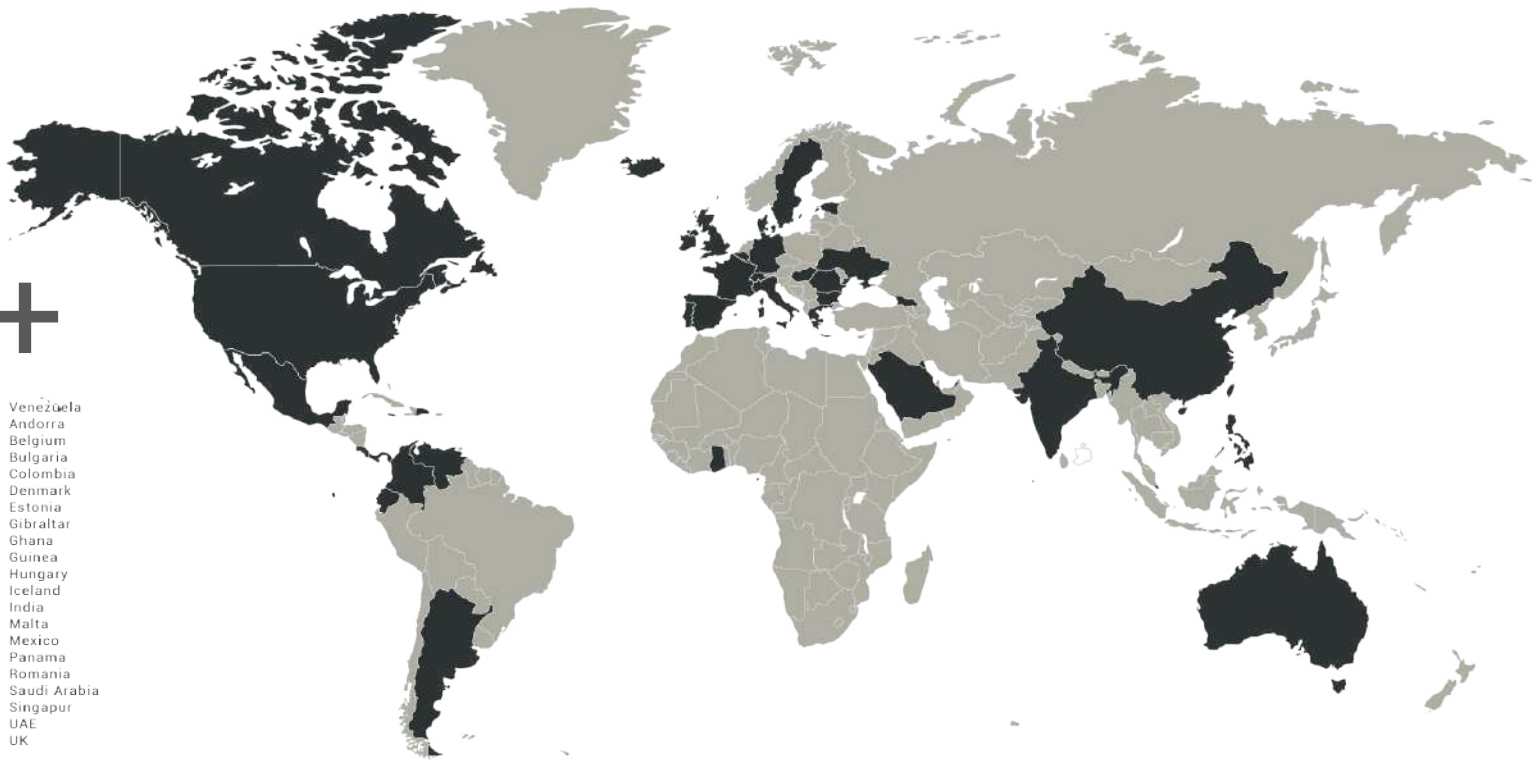 +
Venezuela
Andorra
Belgium
Bulgaria
Colombia
Denmark
Estonia
Gibraltar
Ghana
Guinea
Hungary
Iceland
India
Malta
Mexico
Panama
Romania
Saudi Arabia
Singapur
UAE
UK